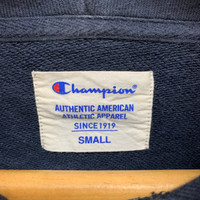 Champion
AUTHENTIC AMERICAN
ATHLETIC APPAREL
SINCE 1919
SMALL